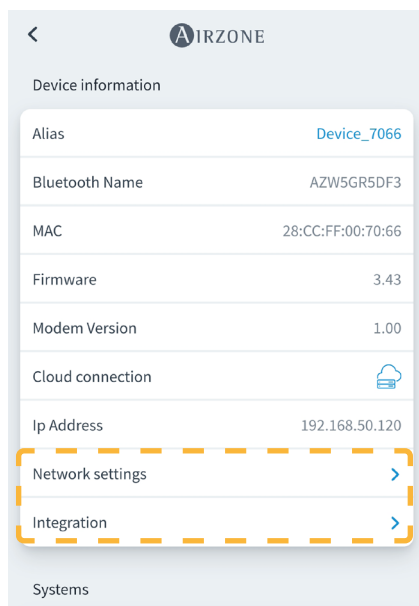 AIRZONE
Device information
Alias Device_7066
Bluetooth Name AZW5GR5DF3
MAC 28:CC:FF:00:70:66
Firmware 3.43
Modem Version 1.00
Cloud connection
Ip Address 192.168.50.120
Network settings
Integration
Systems